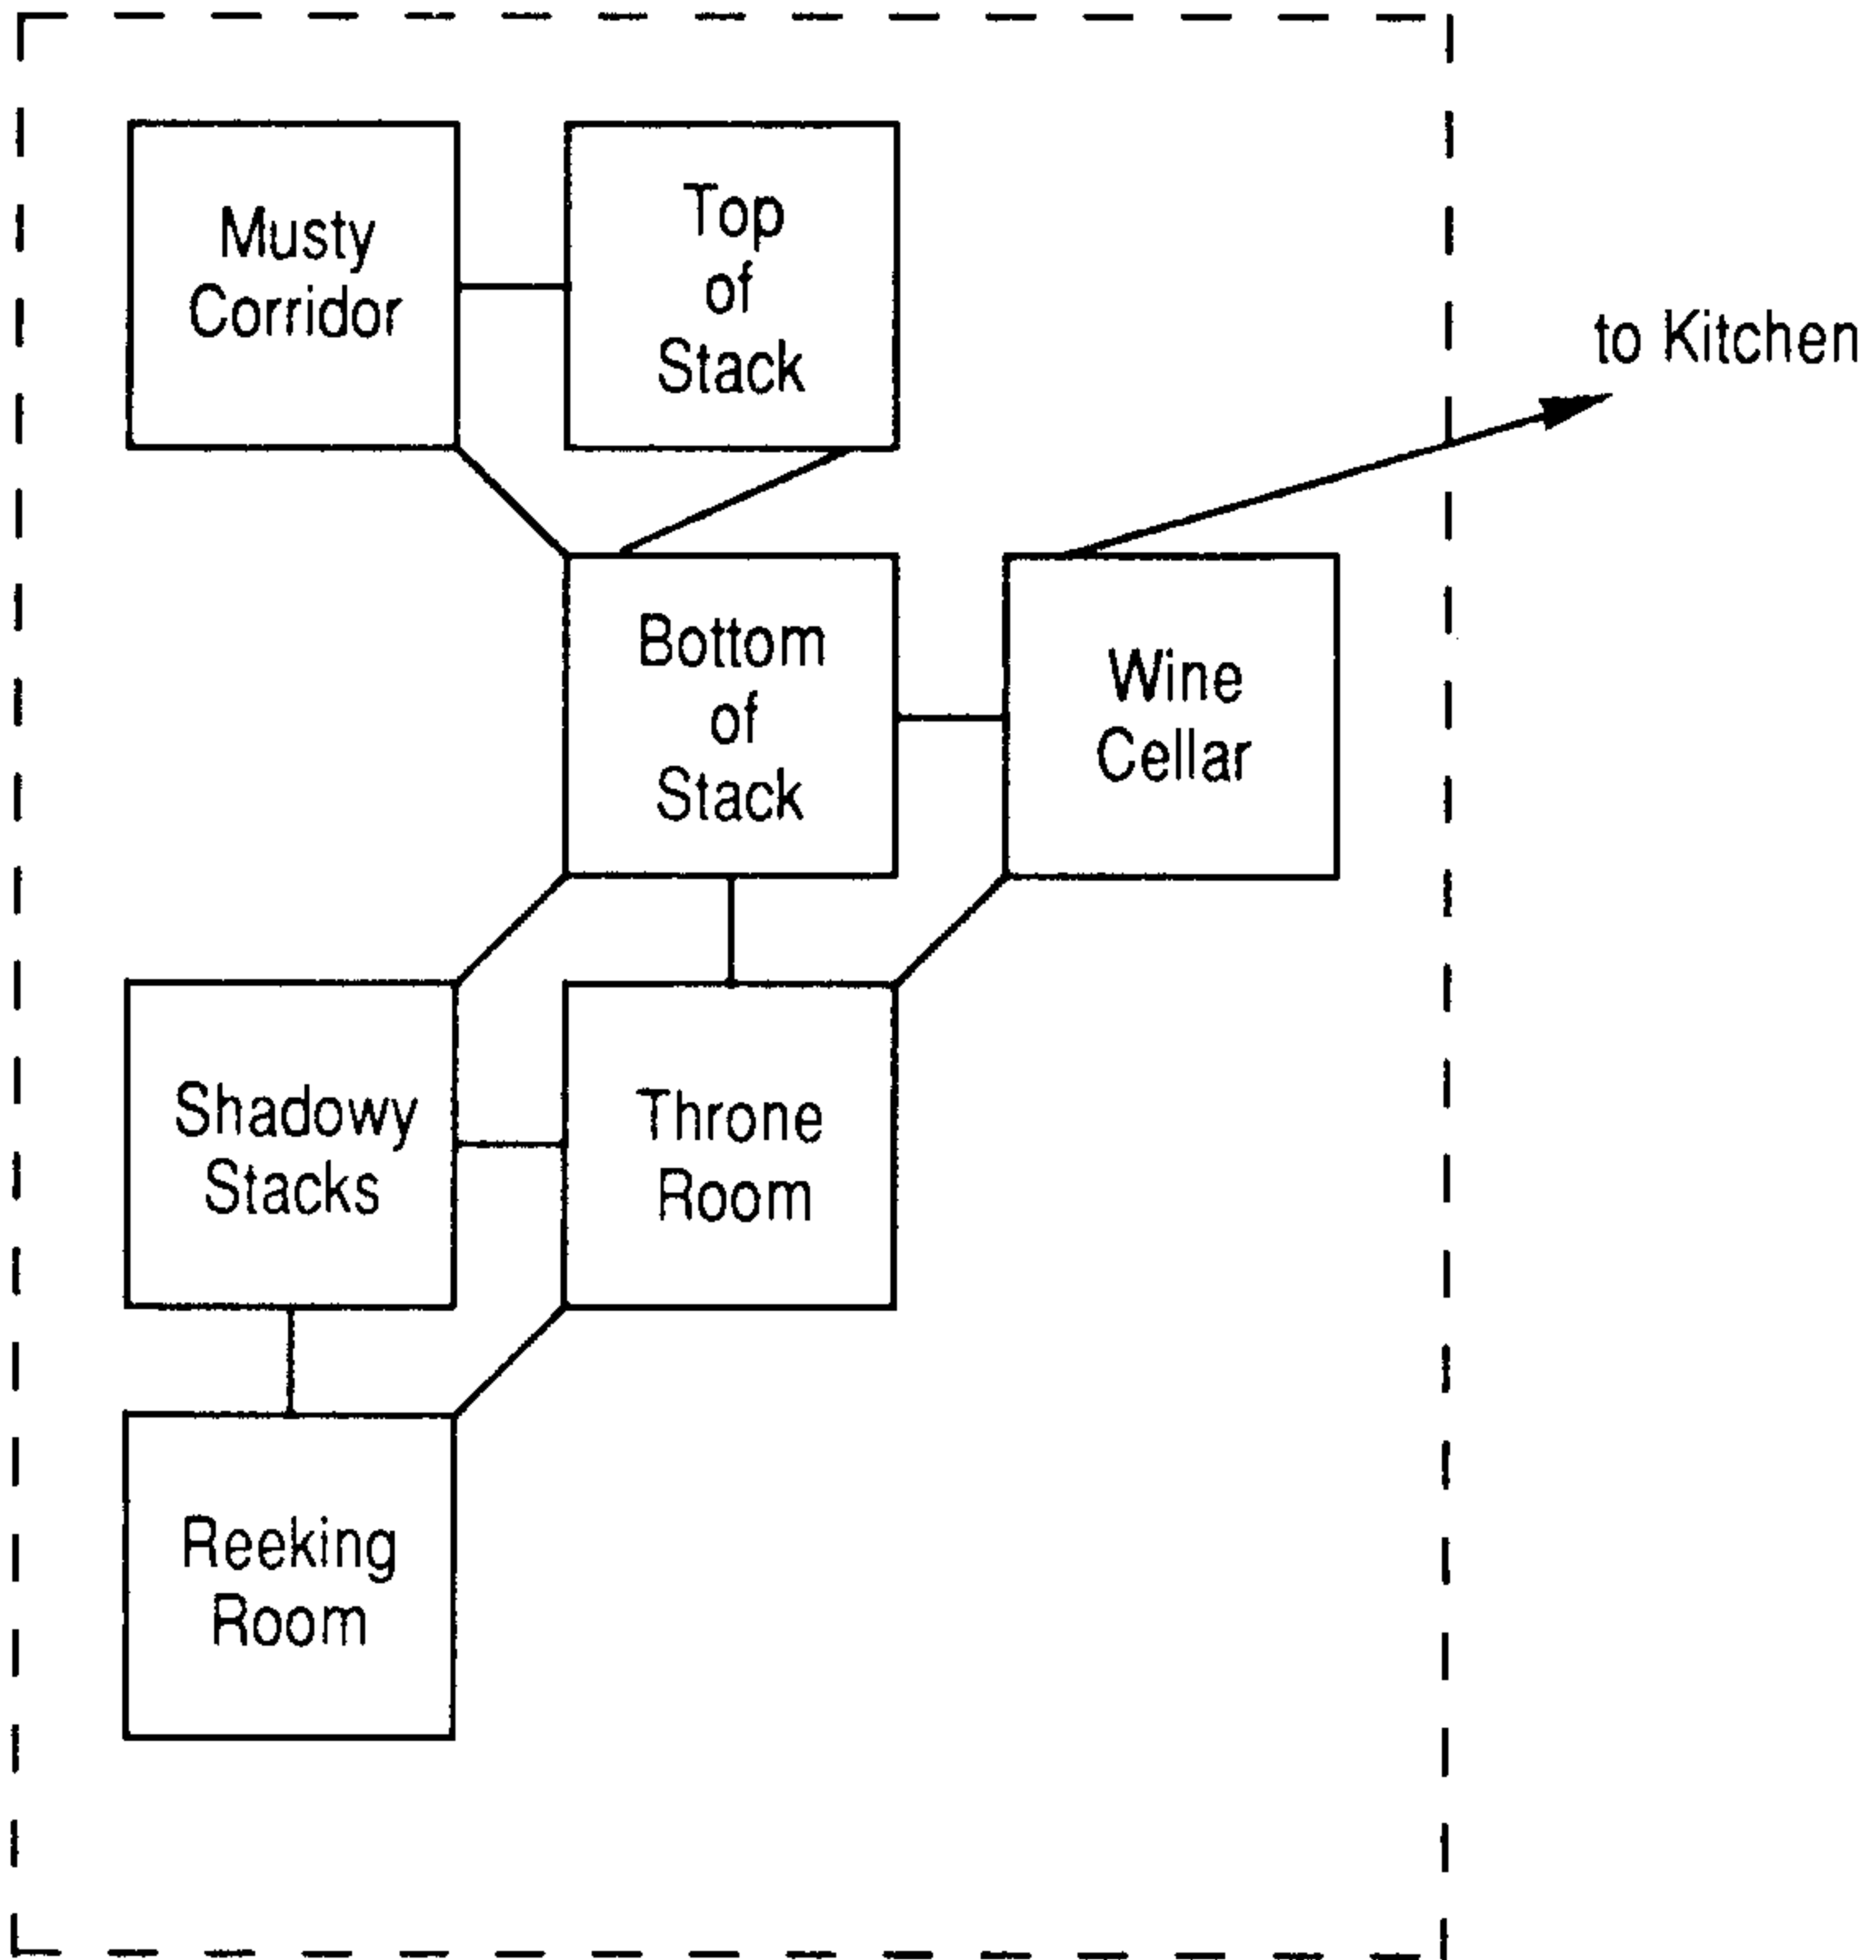 Musty
Corridor
Top
of
Stack
to Kitchen
Bottom
of
Stack
Wine
Cellar
Shadowy
Stacks
Throne
Room
Reeking
Room